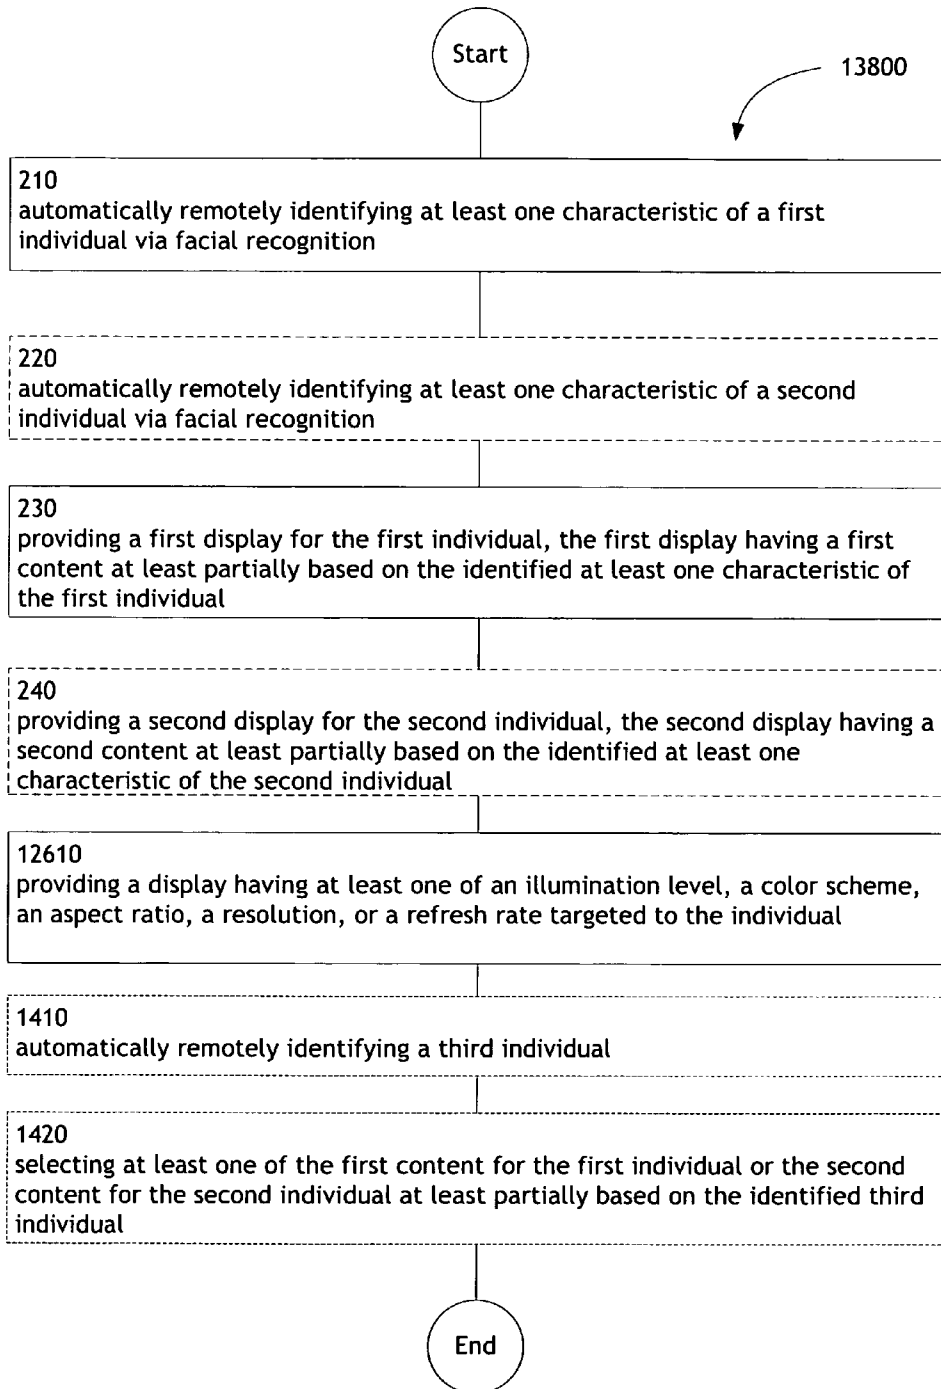 Start
13800
210
automatically remotely identifying at least one characteristic of a first
individual via facial recognition
220
automatically remotely identifying at least one characteristic of a second
individual via facial recognition
230
providing a first display for the first individual, the first display having a first
content at least partially based on the identified at least one characteristic of
the first individual
240
providing a second display for the second individual, the second display having a
second content at least partially based on the identified at least one
characteristic of the second individual
12610
providing a display having at least one of an illumination level, a color scheme,
an aspect ratio, a resolution, or a refresh rate targeted to the individual
1410
automatically remotely identifying a third individual
1420
selecting at least one of the first content for the first individual or the second
content for the second individual at least partially based on the identified third
individual
End